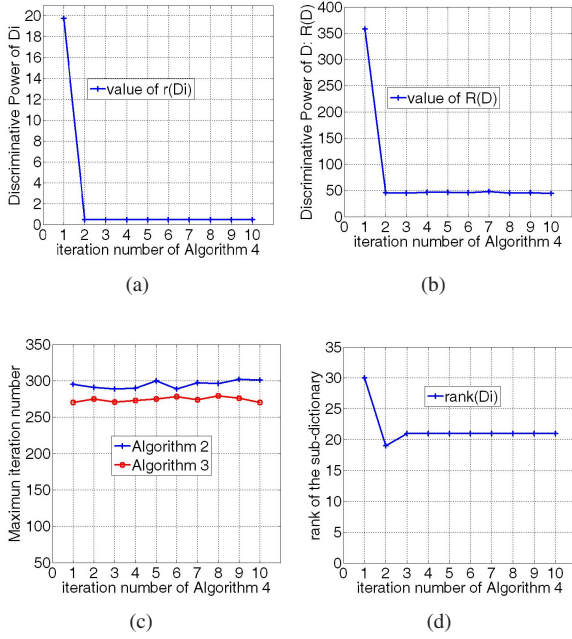 Discriminative Power of Di
20
18
16
14
12
10
8
6
4
2
0
value of r(Di)
0 1 2 3 4 5 6 7 8 9 10
iteration number of Algorithm 4
(a)
Discriminative Power of D: R(D)
400
350
300
250
200
150
100
50
0
value of R(D)
0 1 2 3 4 5 6 7 8 9 10
iteration number of Algorithm 4
(b)
Maximun iteration number
350
300
250
200
150
100
50
Algorithm 2
Algorithm 3
0 1 2 3 4 5 6 7 8 9 10
iteration number of Algorithm 4
(c)
rank of the sub-dictionary
35
30
25
20
15
10
5
0
rank(Di)
0 1 2 3 4 5 6 7 8 9 10
iteration number of Algorithm 4
(d)